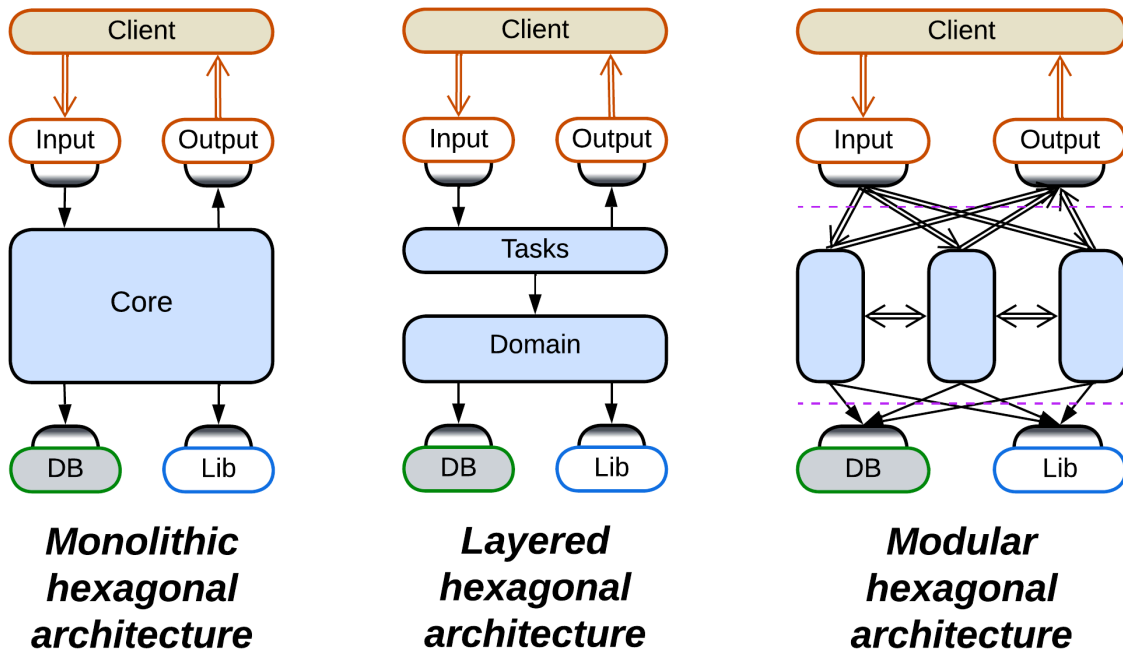 Client
Input
Output
Core
DB
Lib
Monolithic
hexagonal
architecture
Client
Input
Output
Tasks
Domain
DB
Lib
Layered
hexagonal
architecture
Client
Input
Output
DB
Lib
Modular
hexagonal
architecture